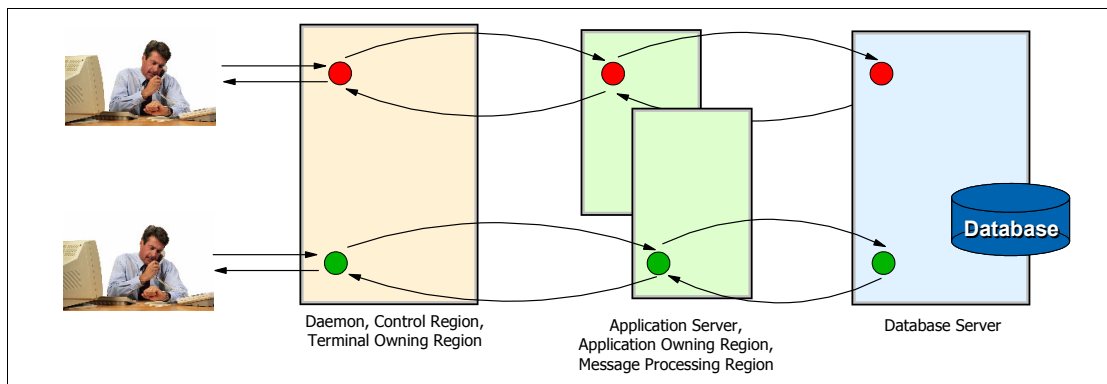 Database
Daemon, Control Region,
Terminal Owning Region
Application Server,
Application Owning Region,
Message Processing Region
Database Server